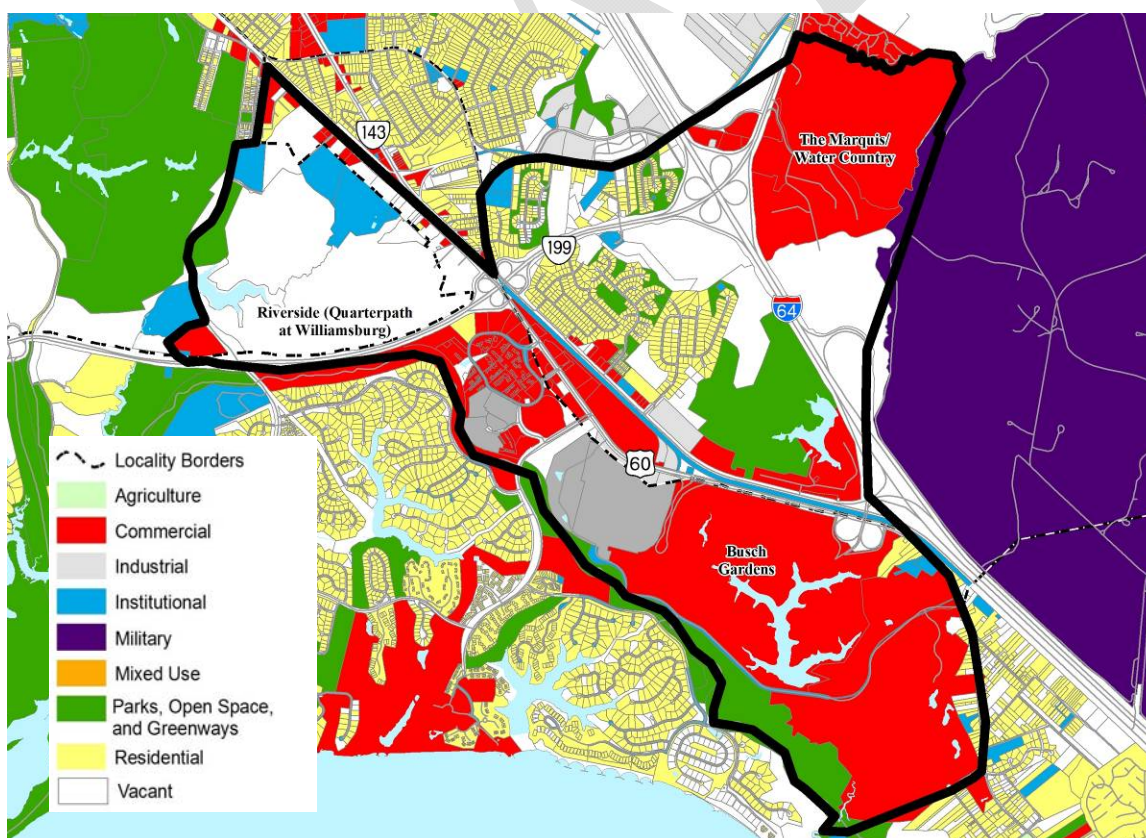 143
The Marquis/
Water Country
199
64
Riverside (Quarterpath
at Williamsburg)
60
Busch
Gardens
Locality Borders
Agriculture
Commercial
Industrial
Institutional
Military
Mixed Use
Parks, Open Space,
and Greenways
Residential
Vacant